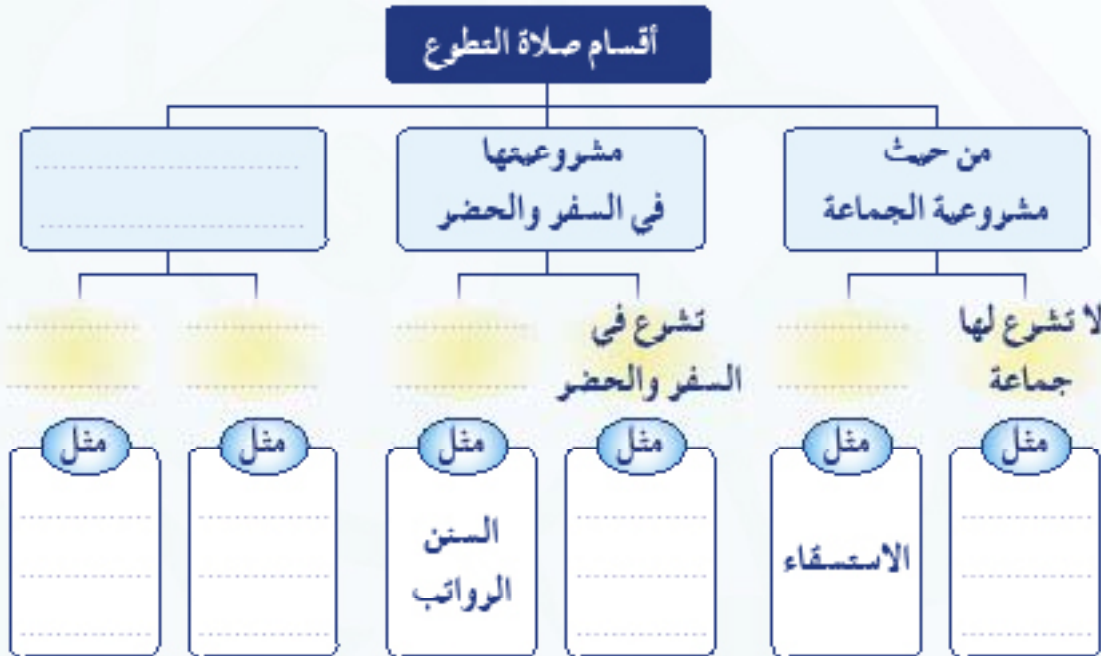 أقسام صلاة التطوع
من حيث
مشروعية الجماعة
مشروعيتها
في السفر والحضر
لا تشرع لها
جماعة
تشرع في
السفر والحضر
مثل
مثل
مثل
مثل
مثل
مثل
الاستسقاء
السنن
الرواتب